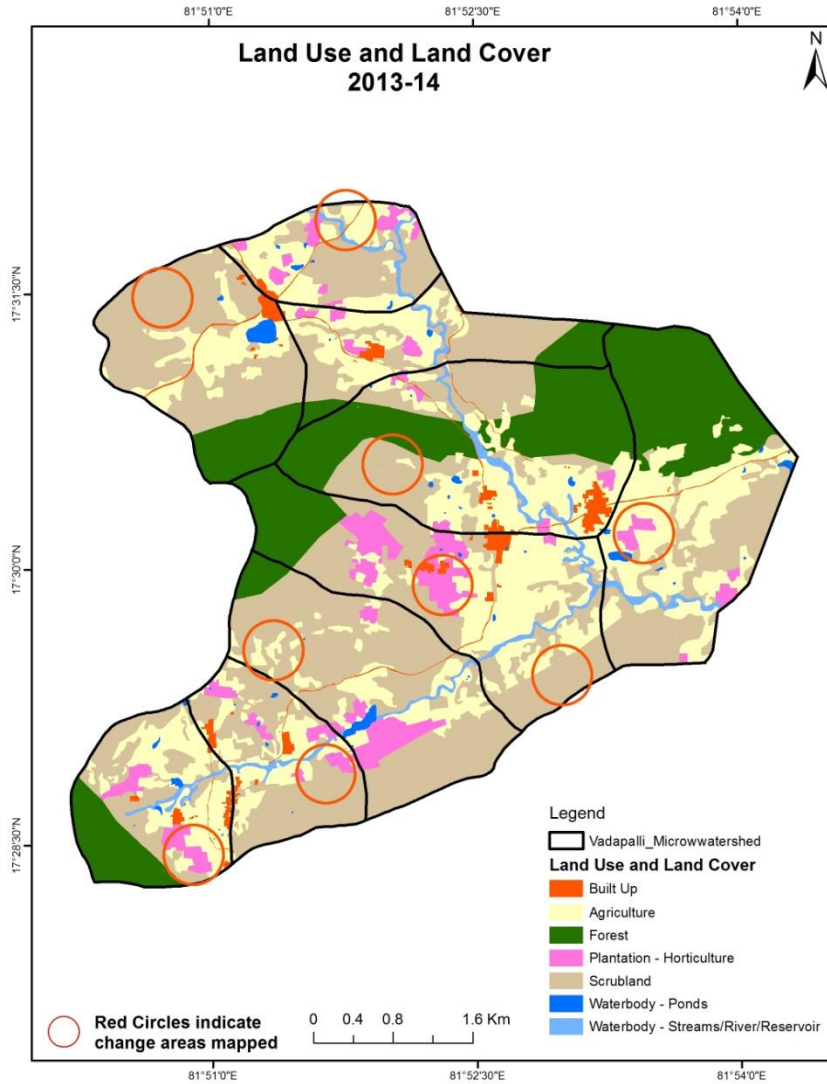 81°51'0"E
81°52'30"E
81°54'0"E
Land Use and Land Cover
2013-14
N
17°31'30"N
17°30'0"N
17°28'30"N
Legend
Vadapalli_Microwwatershed
Land Use and Land Cover
Built Up
Agriculture
Forest
Plantation - Horticulture
Scrubland
Waterbody - Ponds
Waterbody - Streams/River/Reservoir
Red Circles indicate
change areas mapped
0 0.4 0.8 1.6 Km
81°51'0"E
81°52'30"E
81°54'0"E